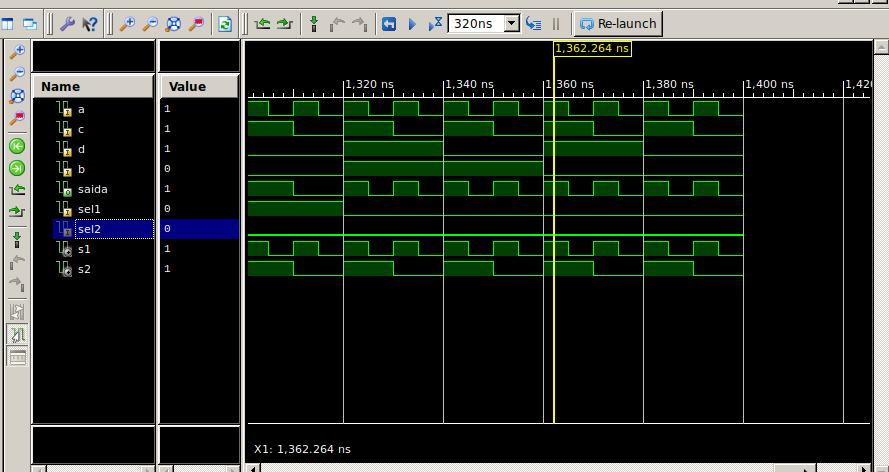 320ns Re-launch
1,362.264 ns
Name Value
1,320 ns 1,340 ns 1,360 ns 1,380 ns 1,400 ns 1,420
a 1
c 1
d 1
b 0
saida 1
sel1 0
sel2 0
s1 1
s2 1
X1: 1,362.264 ns